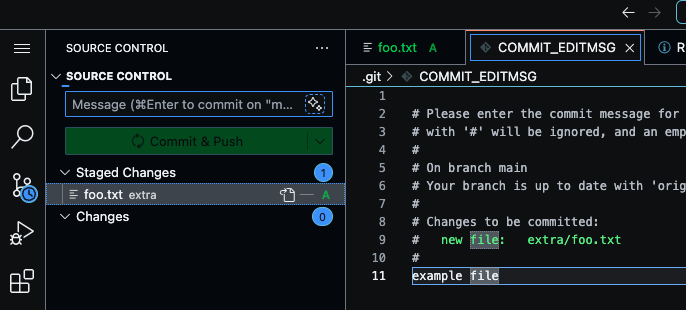 SOURCE CONTROL
SOURCE CONTROL
Message (⌘Enter to commit on "m...
Commit & Push
Staged Changes
1
foo.txt extra
A
Changes
0
foo.txt A
COMMIT_EDITMSG
R
.git > COMMIT_EDITMSG
1
2 # Please enter the commit message for
3 # with '#' will be ignored, and an emp
4 #
5 # On branch main
6 # Your branch is up to date with 'orig
7 #
8 # Changes to be committed:
9 # new file: extra/foo.txt
10 #
11 example file